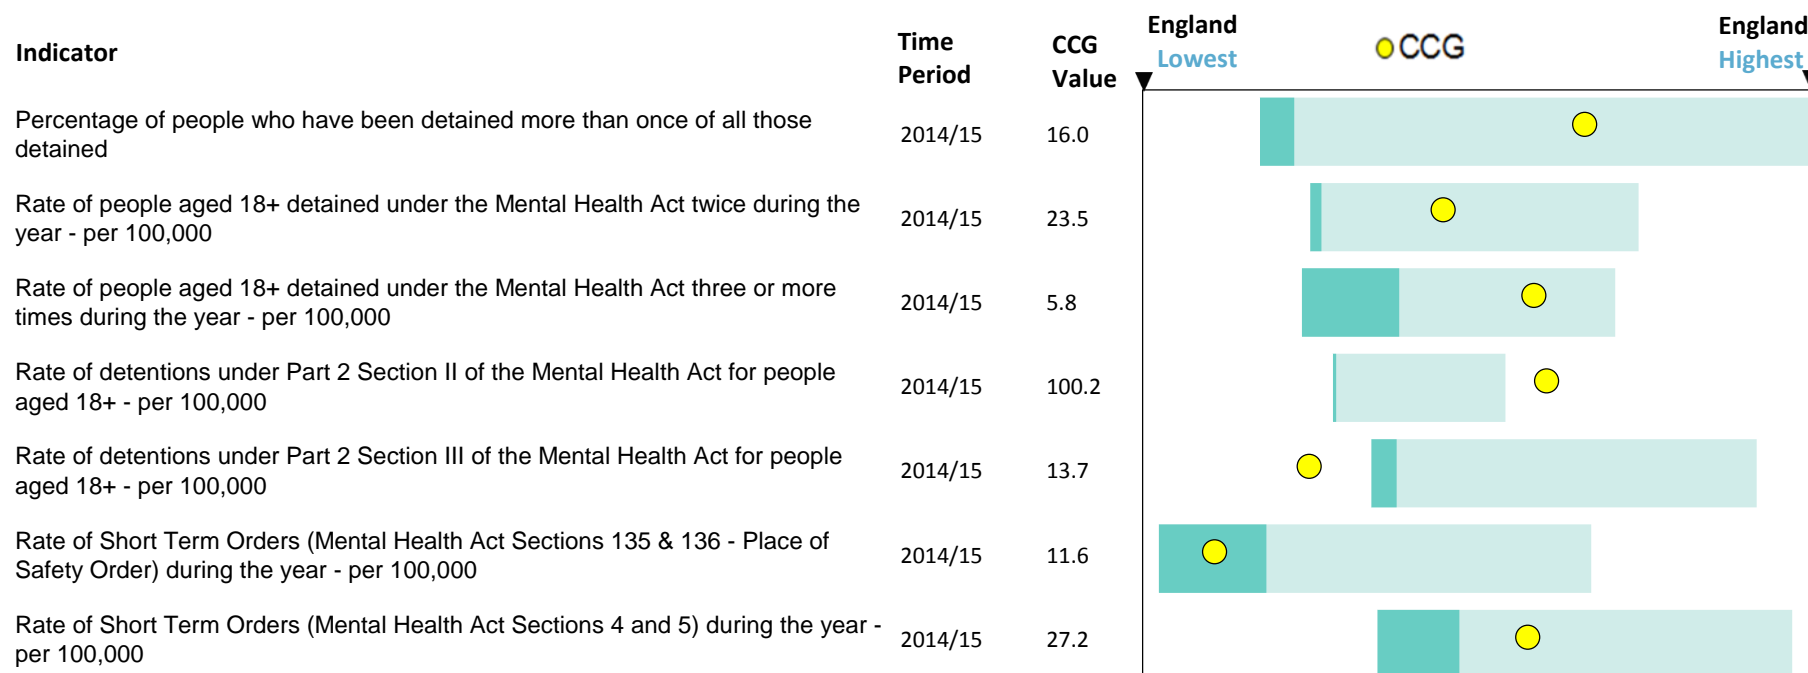 Indicator
Time
Period
CCG
Value
England
Lowest
CCG
England
Highest
Percentage of people who have been detained more than once of all those
detained
2014/15
16.0
Rate of people aged 18+ detained under the Mental Health Act twice during the
year - per 100,000
2014/15
23.5
Rate of people aged 18+ detained under the Mental Health Act three or more
times during the year - per 100,000
2014/15
5.8
Rate of detentions under Part 2 Section II of the Mental Health Act for people
aged 18+ - per 100,000
2014/15
100.2
Rate of detentions under Part 2 Section III of the Mental Health Act for people
aged 18+ - per 100,000
2014/15
13.7
Rate of Short Term Orders (Mental Health Act Sections 135 & 136 - Place of
Safety Order) during the year - per 100,000
2014/15
11.6
Rate of Short Term Orders (Mental Health Act Sections 4 and 5) during the year -
per 100,000
2014/15
27.2